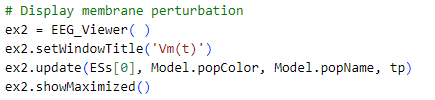 # Display membrane perturbation
ex2 = EEG_Viewer( )
ex2.setWindowTitle('Vm(t)')
ex2.update(ESs[0], Model.popColor, Model.popName, tp)
ex2.showMaximized()